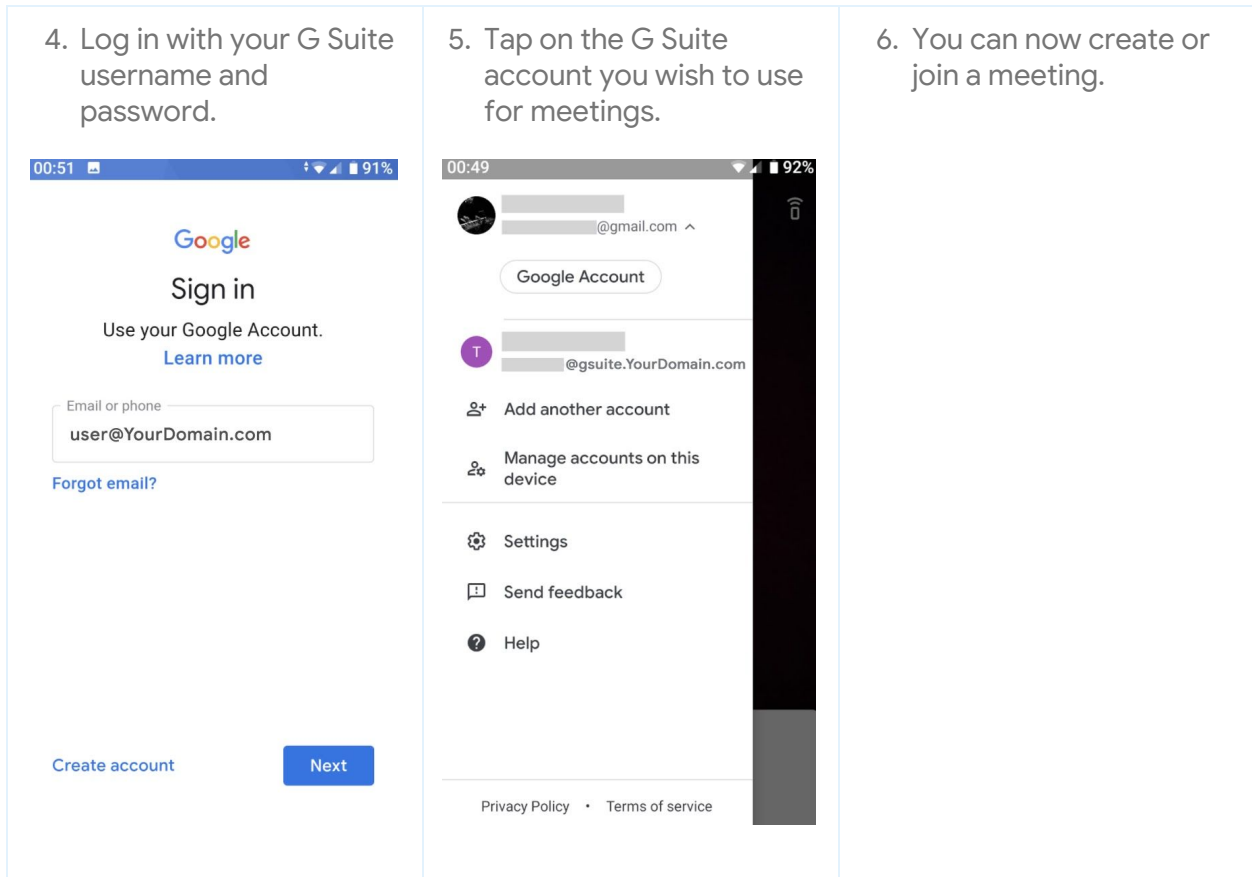 4. Log in with your G Suite
username and
password.
00:51 91%
Google
Sign in
Use your Google Account.
Learn more
Email or phone
user@YourDomain.com
Forgot email?
Create account
Next
5. Tap on the G Suite
account you wish to use
for meetings.
00:49 92%
@gmail.com
Google Account
T
@gsuite.YourDomain.com
Add another account
Manage accounts on this
device
Settings
Send feedback
Help
Privacy Policy • Terms of service
6. You can now create or
join a meeting.